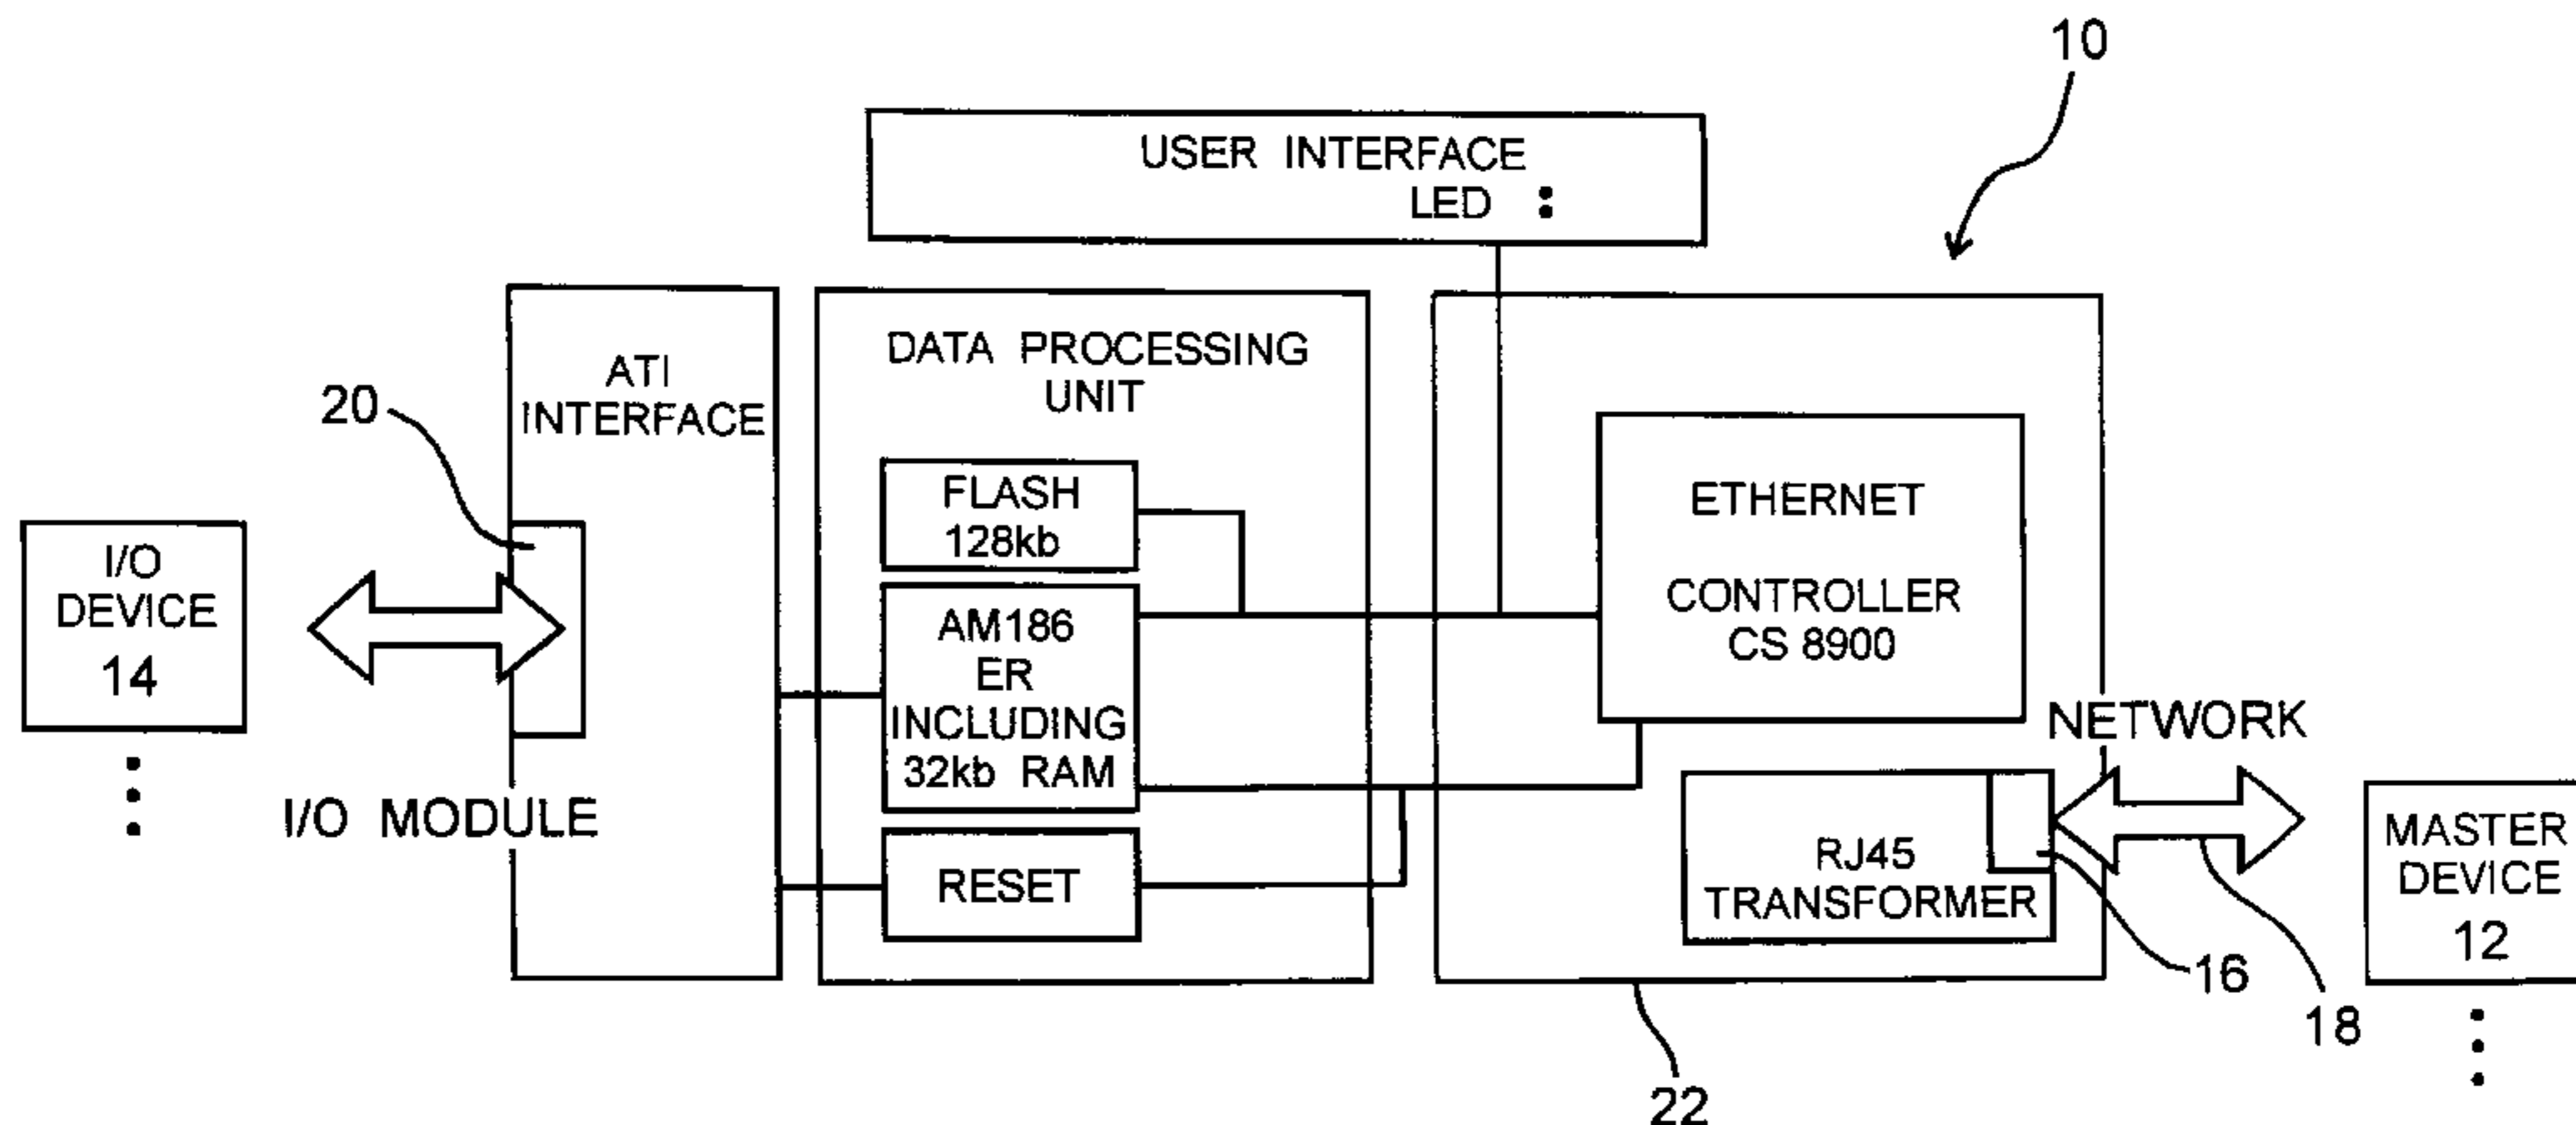 10
USER INTERFACE
LED :
ATI
INTERFACE
20
DATA PROCESSING
UNIT
FLASH
128kb
AM186
ER
INCLUDING
32kb RAM
RESET
I/O
DEVICE
14
I/O MODULE
ETHERNET
CONTROLLER
CS 8900
NETWORK
RJ45
TRANSFORMER
MASTER
DEVICE
12
16
18
22